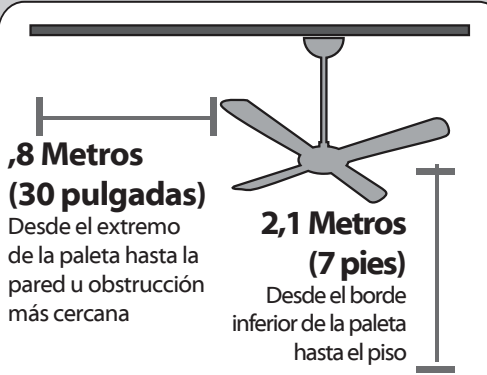 ,8 Metros
(30 pulgadas)
Desde el extremo
de la paleta hasta la
pared u obstrucción
más cercana
2,1 Metros
(7 pies)
Desde el borde
inferior de la paleta
hasta el piso